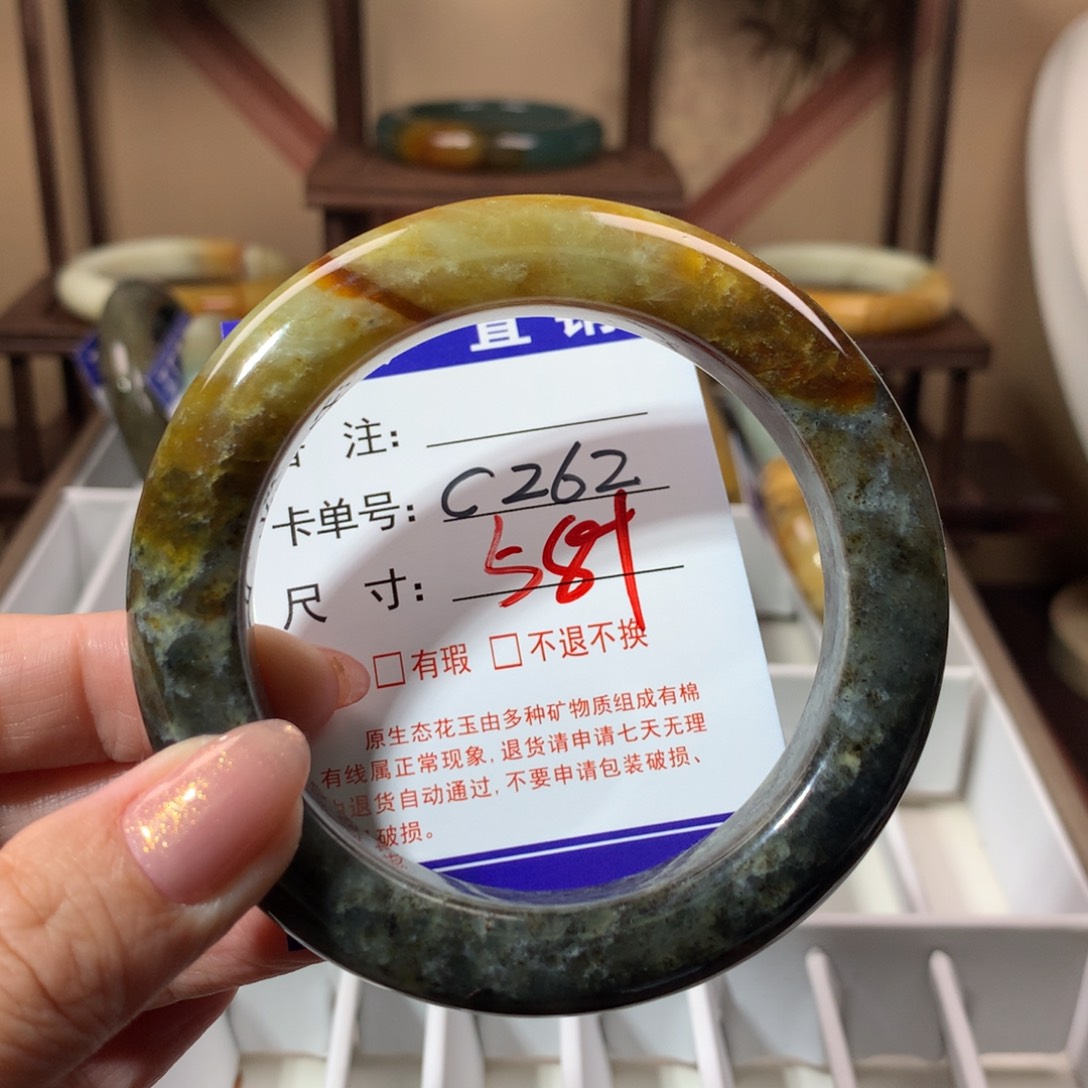 直销
注:
卡单号: C262
尺 寸: 581
□有瑕 □不退不换
原生态花玉由多种矿物质组成有棉
有线属正常现象,退货请申请七天无理
退货自动通过,不要申请包装破损、
破损。